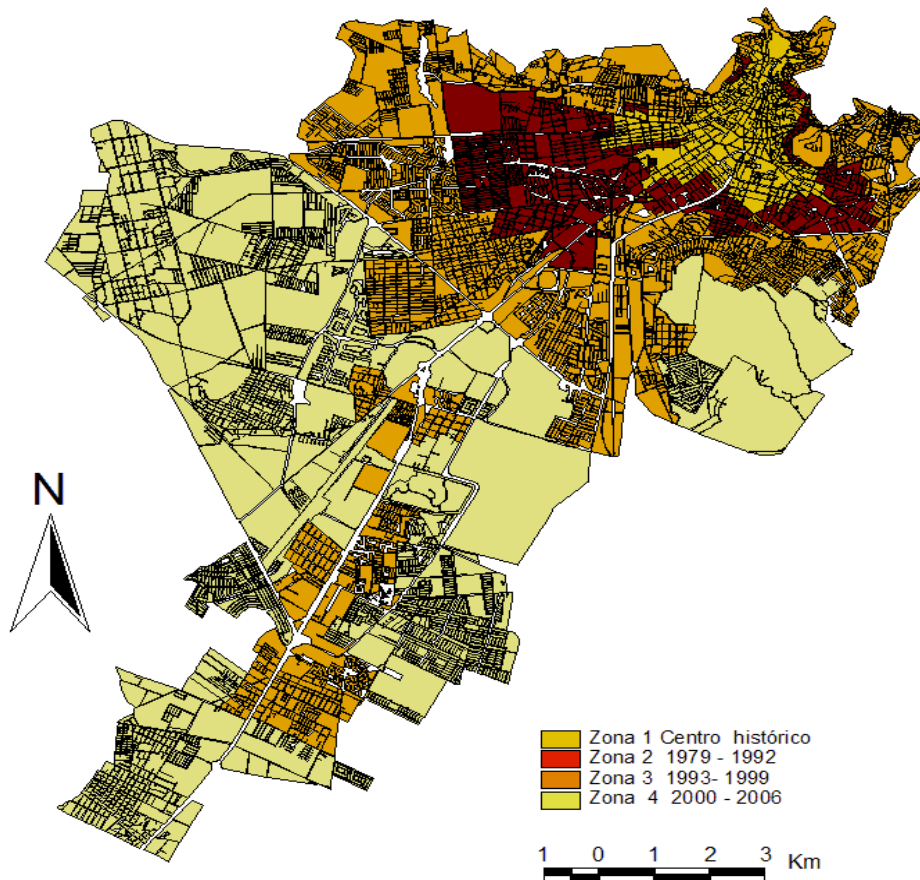 N
Zona 1 Centro histórico
Zona 2 1979 - 1992
Zona 3 1993- 1999
Zona 4 2000 - 2006
1 0 1 2 3 Km